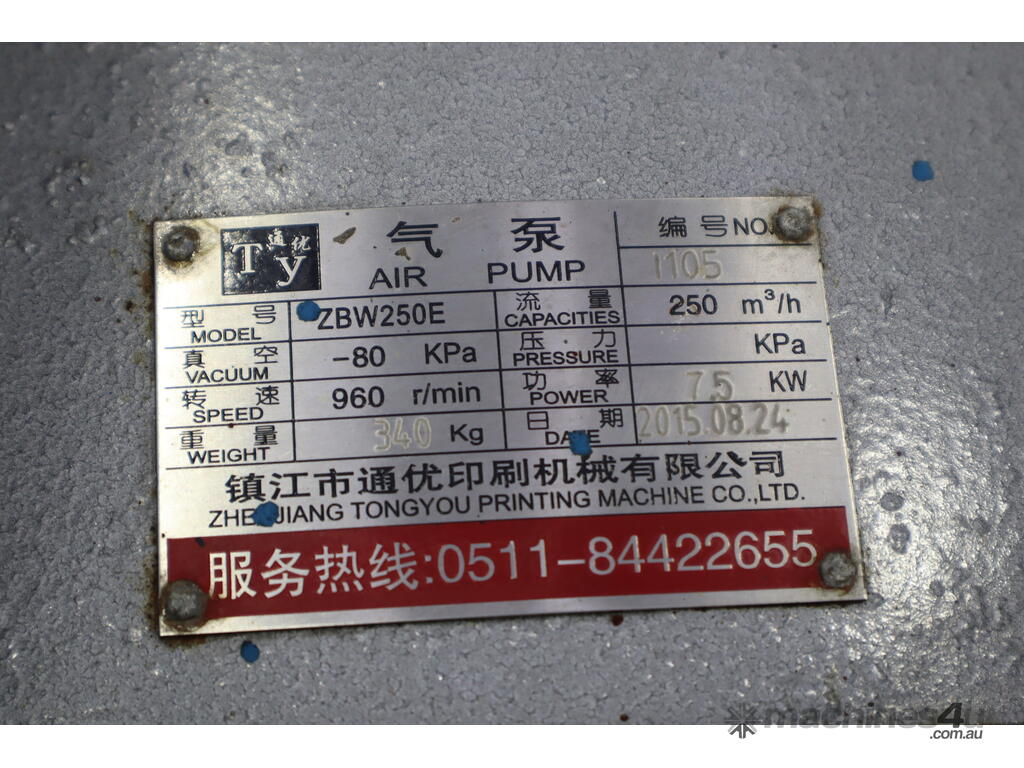 通优
Ty
气 泵
AIR PUMP
编 号 NO.
1105
型 号
MODEL
ZBW250E
流 量
CAPACITIES
250 m³/h
真 空
VACUUM
-80 KPa
压 力
PRESSURE
KPa
转 速
SPEED
960 r/min
功 率
POWER
7.5 KW
重 量
WEIGHT
340 Kg
日 期
DATE
2015.08.24
镇江市通优印刷机械有限公司
ZHENJIANG TONGYOU PRINTING MACHINE CO.,LTD.
服务热线:0511-84422655
machines4u
.com.au